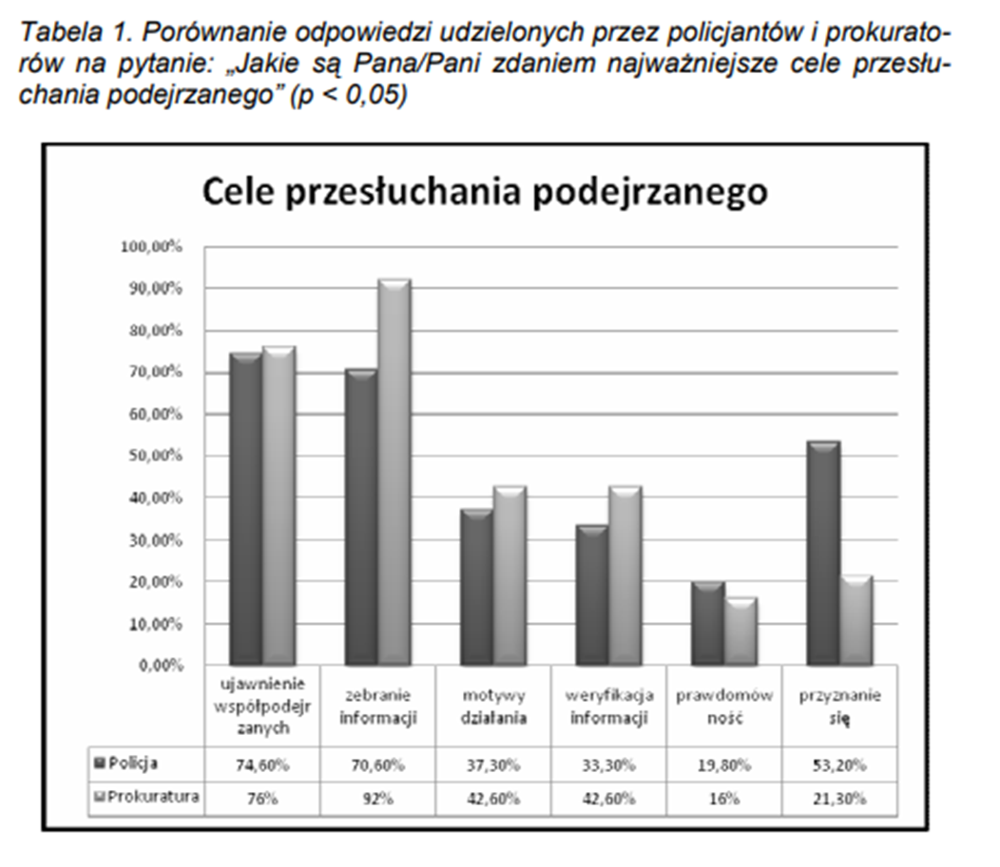 Tabela 1. Porównanie odpowiedzi udzielonych przez policjantów i prokurato-
rów na pytanie: „Jakie są Pana/Pani zdaniem najważniejsze cele przesłu-
chania podejrzanego” (p < 0,05)
Cele przesłuchania podejrzanego
100,00%
90,00%
80,00%
70,00%
60,00%
50,00%
40,00%
30,00%
20,00%
10,00%
0,00%
ujawnienie
współpodejr
zanych
zebranie
informacji
motywy
działania
weryfikacja
informacji
prawdomów
ność
przyznanie
się
Policja 74,60% 70,60% 37,30% 33,30% 19,80% 53,20%
Prokuratura 76% 92% 42,60% 42,60% 16% 21,30%